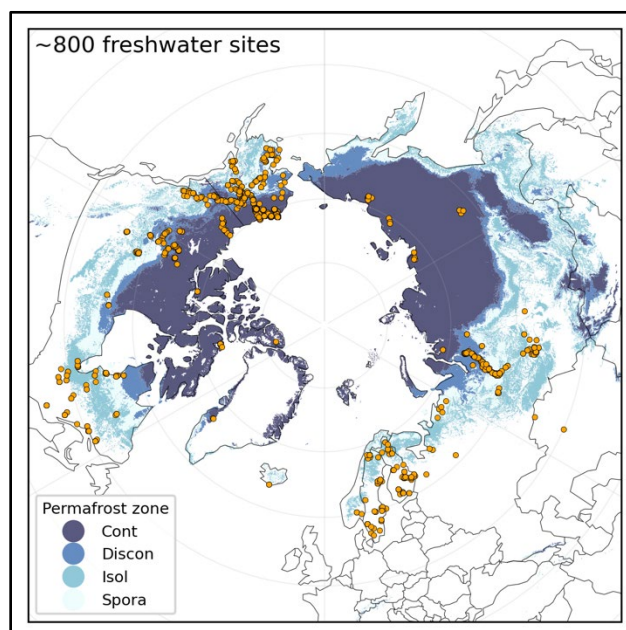 ~800 freshwater sites
Permafrost zone
Cont
Discon
Isol
Spora